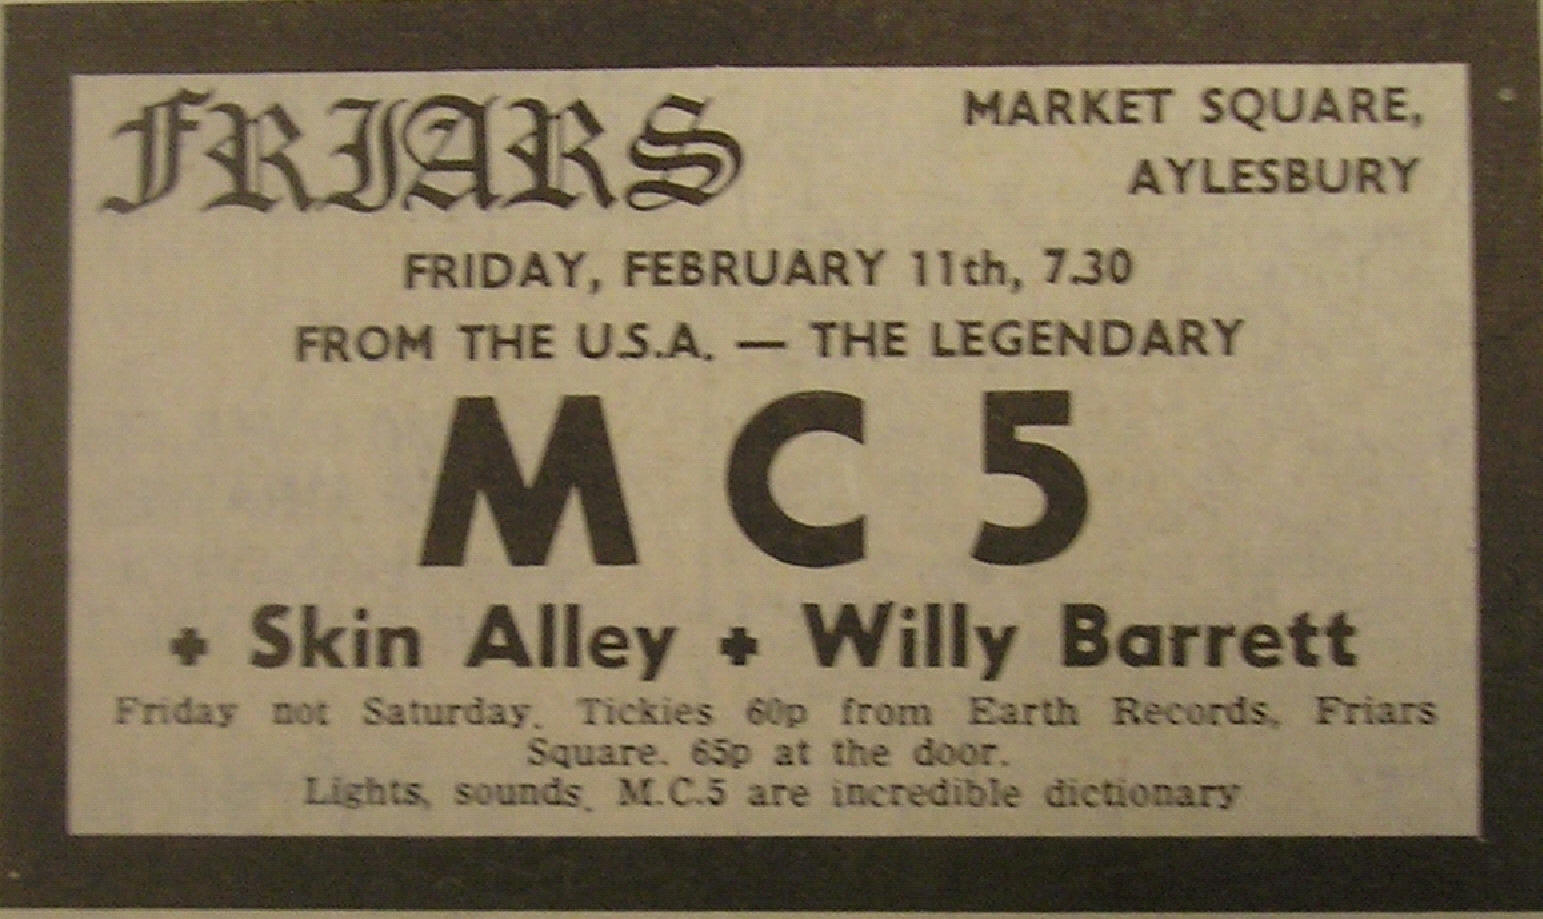 FRIARS
MARKET SQUARE,
AYLESBURY
FRIDAY, FEBRUARY 11th, 7.30
FROM THE U.S.A. — THE LEGENDARY
M C 5
+ Skin Alley + Willy Barrett
Friday not Saturday. Tickies 60p from Earth Records, Friars
Square. 65p at the door.
Lights, sounds. M.C.5 are incredible dictionary